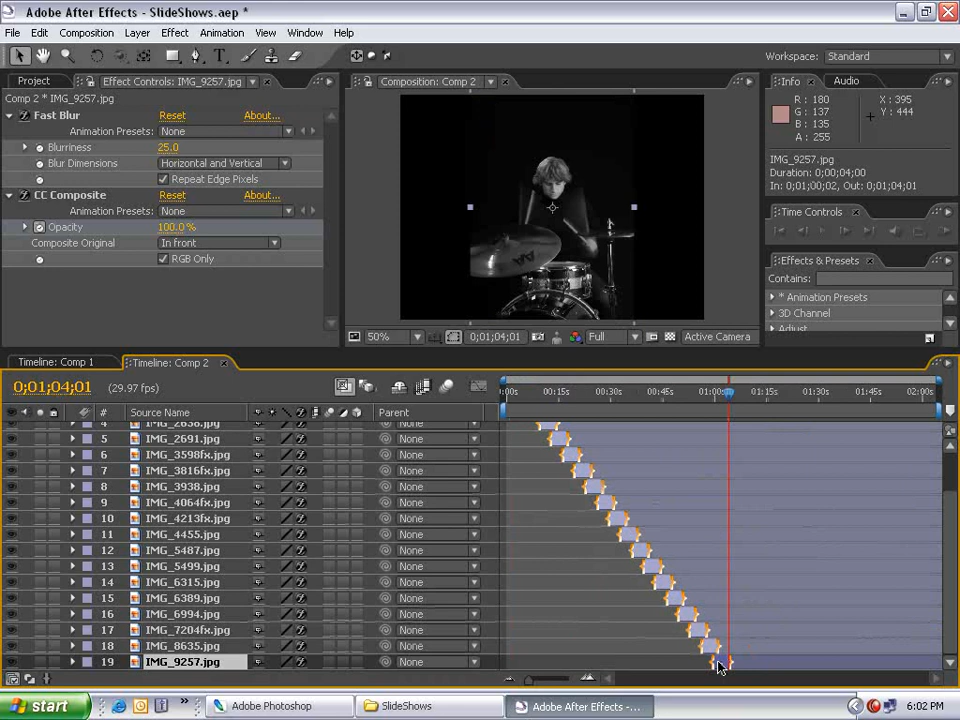 Adobe After Effects - SlideShows.aep *
File Edit Composition Layer Effect Animation View Window Help
Workspace: Standard
Project Effect Controls: IMG_9257.jpg
Composition: Comp 2
Info Audio
Comp 2 * IMG_9257.jpg
Fast Blur Reset About...
Animation Presets: None
Blurriness 25.0
Blur Dimensions Horizontal and Vertical
Repeat Edge Pixels
CC Composite Reset About...
Animation Presets: None
Opacity 100.0 %
Composite Original In front
RGB Only
R : 180 X : 395
G : 137 Y : 444
B : 135
A : 255
IMG_9257.jpg
Duration: 0;00;04;00
In: 0;01;00;02, Out: 0;01;04;01
Time Controls
Effects & Presets
Contains:
* Animation Presets
3D Channel
Adjust
50% 0;01;04;01 Full Active Camera
Timeline: Comp 1 Timeline: Comp 2
0;01;04;01 (29.97 fps)
:00s 00:15s 00:30s 00:45s 01:00s 01:15s 01:30s 01:45s 02:00s
# Source Name Parent
4 IMG_2636.jpg None
5 IMG_2691.jpg None
6 IMG_3598fx.jpg None
7 IMG_3816fx.jpg None
8 IMG_3938.jpg None
9 IMG_4064fx.jpg None
10 IMG_4213fx.jpg None
11 IMG_4455.jpg None
12 IMG_5487.jpg None
13 IMG_5499.jpg None
14 IMG_6315.jpg None
15 IMG_6389.jpg None
16 IMG_6994.jpg None
17 IMG_7204fx.jpg None
18 IMG_8635.jpg None
19 IMG_9257.jpg None
start Adobe Photoshop SlideShows Adobe After Effects -... 6:02 PM